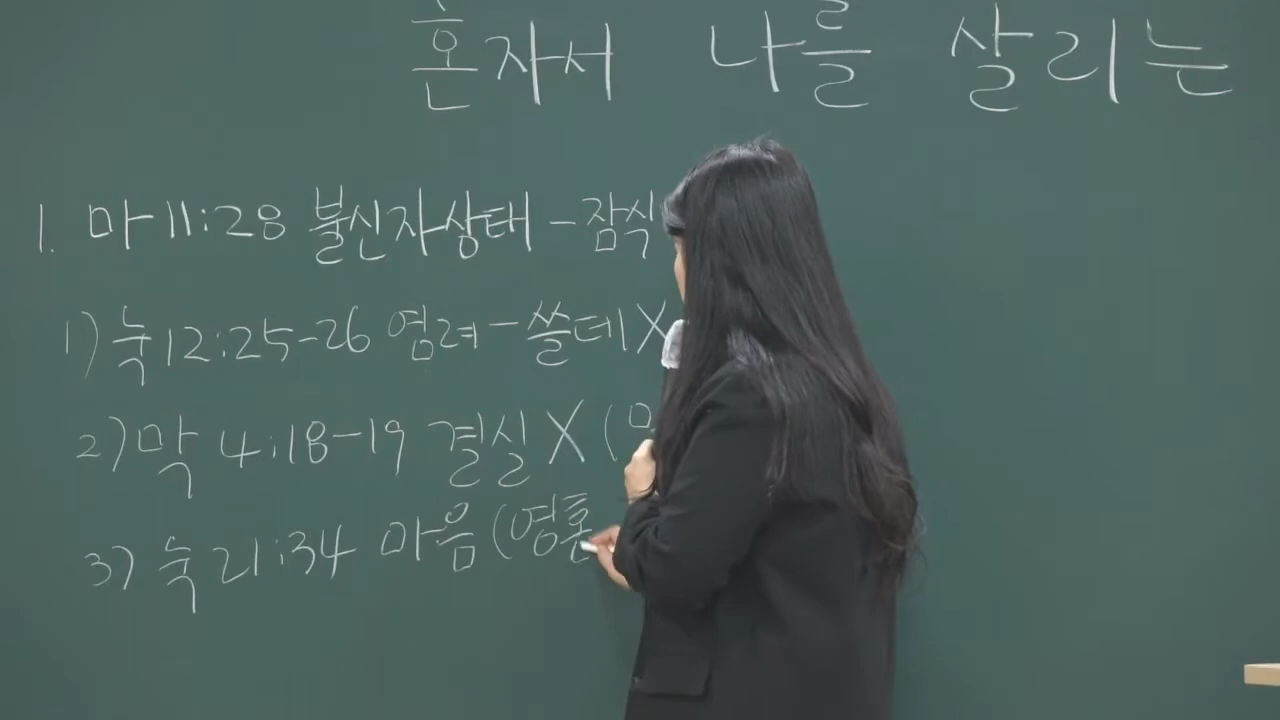 혼자서 나를 살리는
1. 마 11:28 불신자상태 - 잠식
1) 눅 12:25-26 염려 - 쓸데 X
2) 막 4:18-19 결실 X (
3) 눅 21:34 마음 (영혼